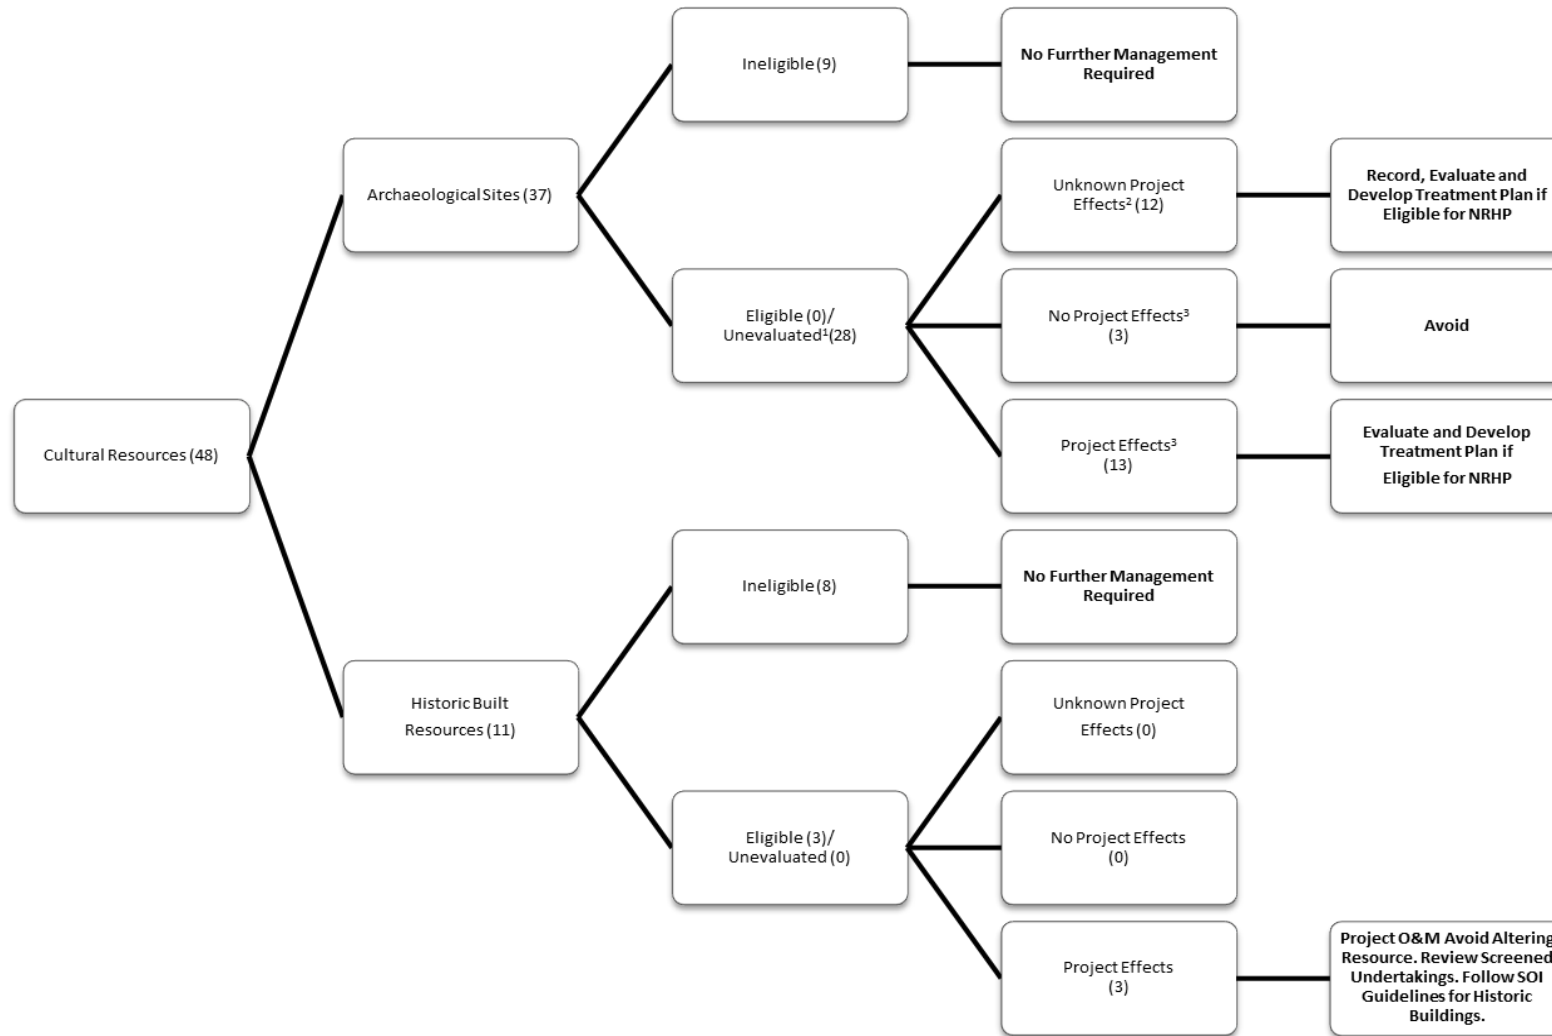 Cultural Resources (48)
Archaeological Sites (37)
Ineligible (9)
No Furrther Management
Required
Eligible (0)/
Unevaluated¹(28)
Unknown Project
Effects² (12)
Record, Evaluate and
Develop Treatment Plan if
Eligible for NRHP
No Project Effects³
(3)
Avoid
Project Effects³
(13)
Evaluate and Develop
Treatment Plan if
Eligible for NRHP
Historic Built
Resources (11)
Ineligible (8)
No Further Management
Required
Eligible (3)/
Unevaluated (0)
Unknown Project
Effects (0)
No Project Effects
(0)
Project Effects
(3)
Project O&M Avoid Altering
Resource. Review Screened
Undertakings. Follow SOI
Guidelines for Historic
Buildings.